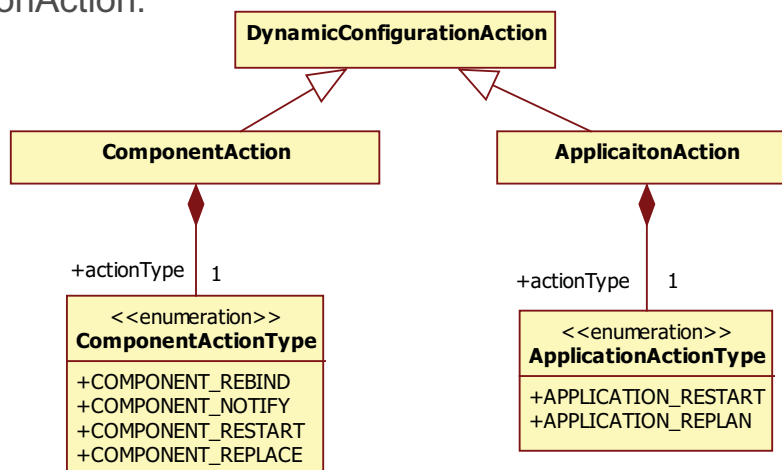 onAction.
DynamicConfigurationAction
ComponentAction
ApplicaitonAction
+actionType 1
+actionType 1
<<enumeration>>
ComponentActionType
+COMPONENT_REBIND
+COMPONENT_NOTIFY
+COMPONENT_RESTART
+COMPONENT_REPLACE
<<enumeration>>
ApplicationActionType
+APPLICATION_RESTART
+APPLICATION_REPLAN